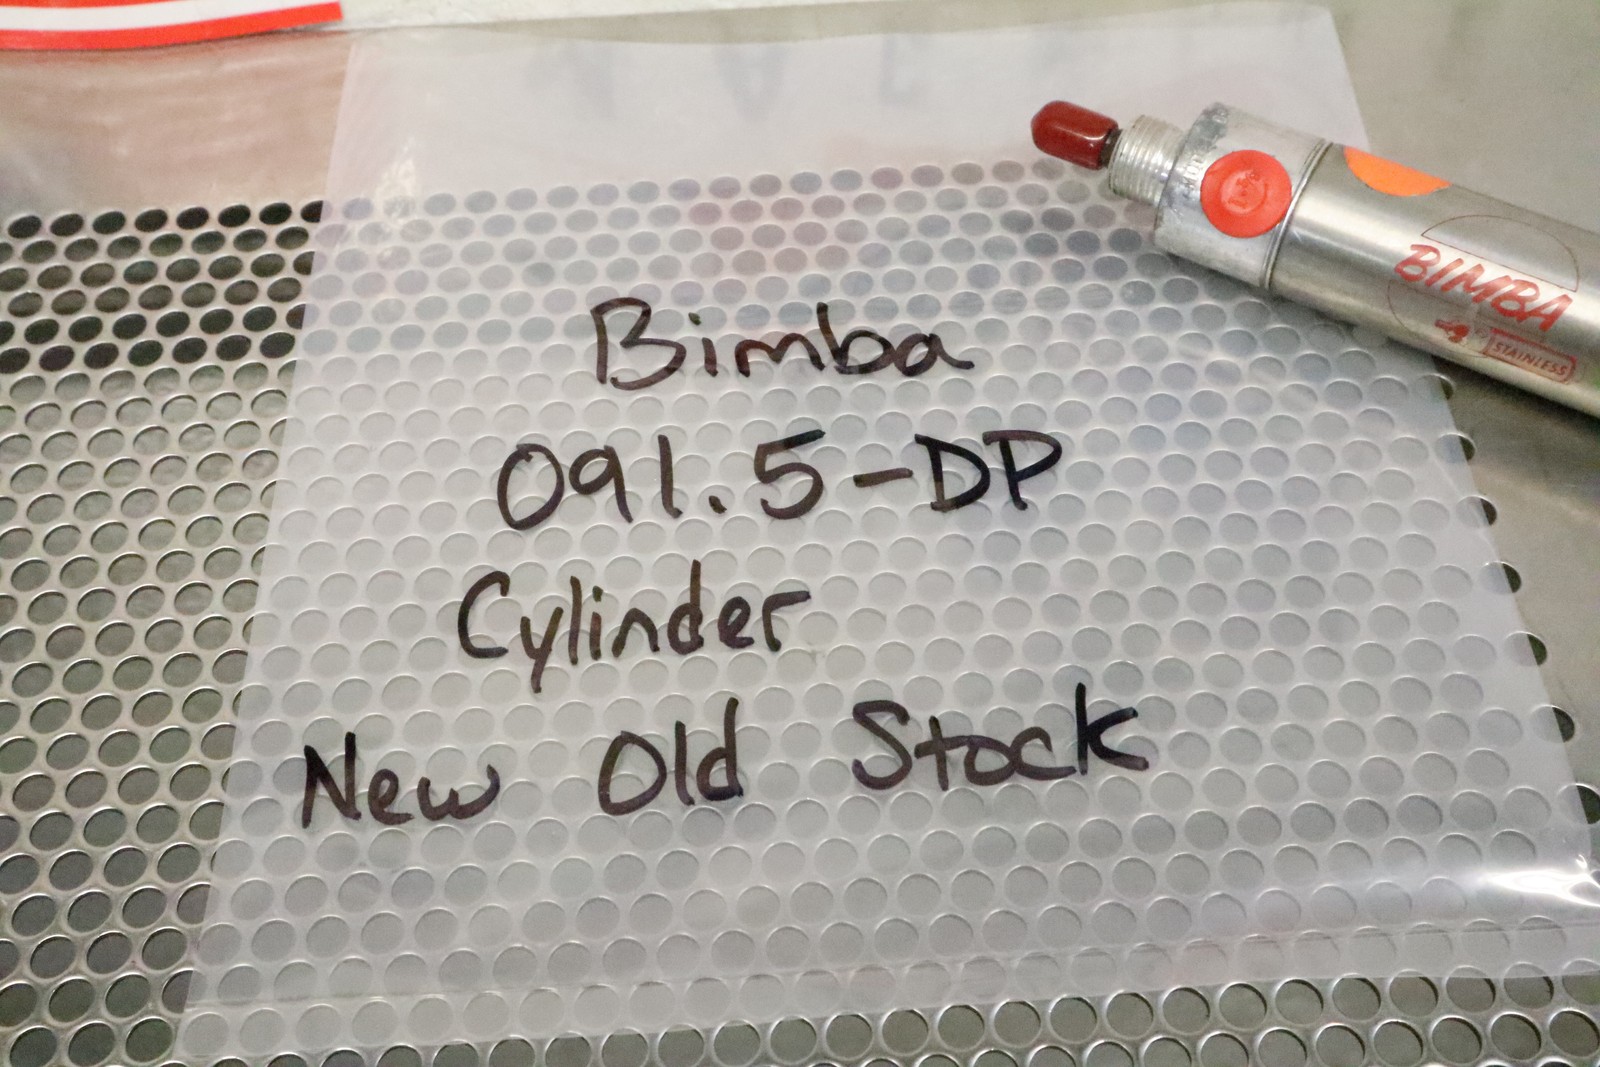 BIMBA
STAINLESS
Bimba
091.5-DP
Cylinder
New Old Stock